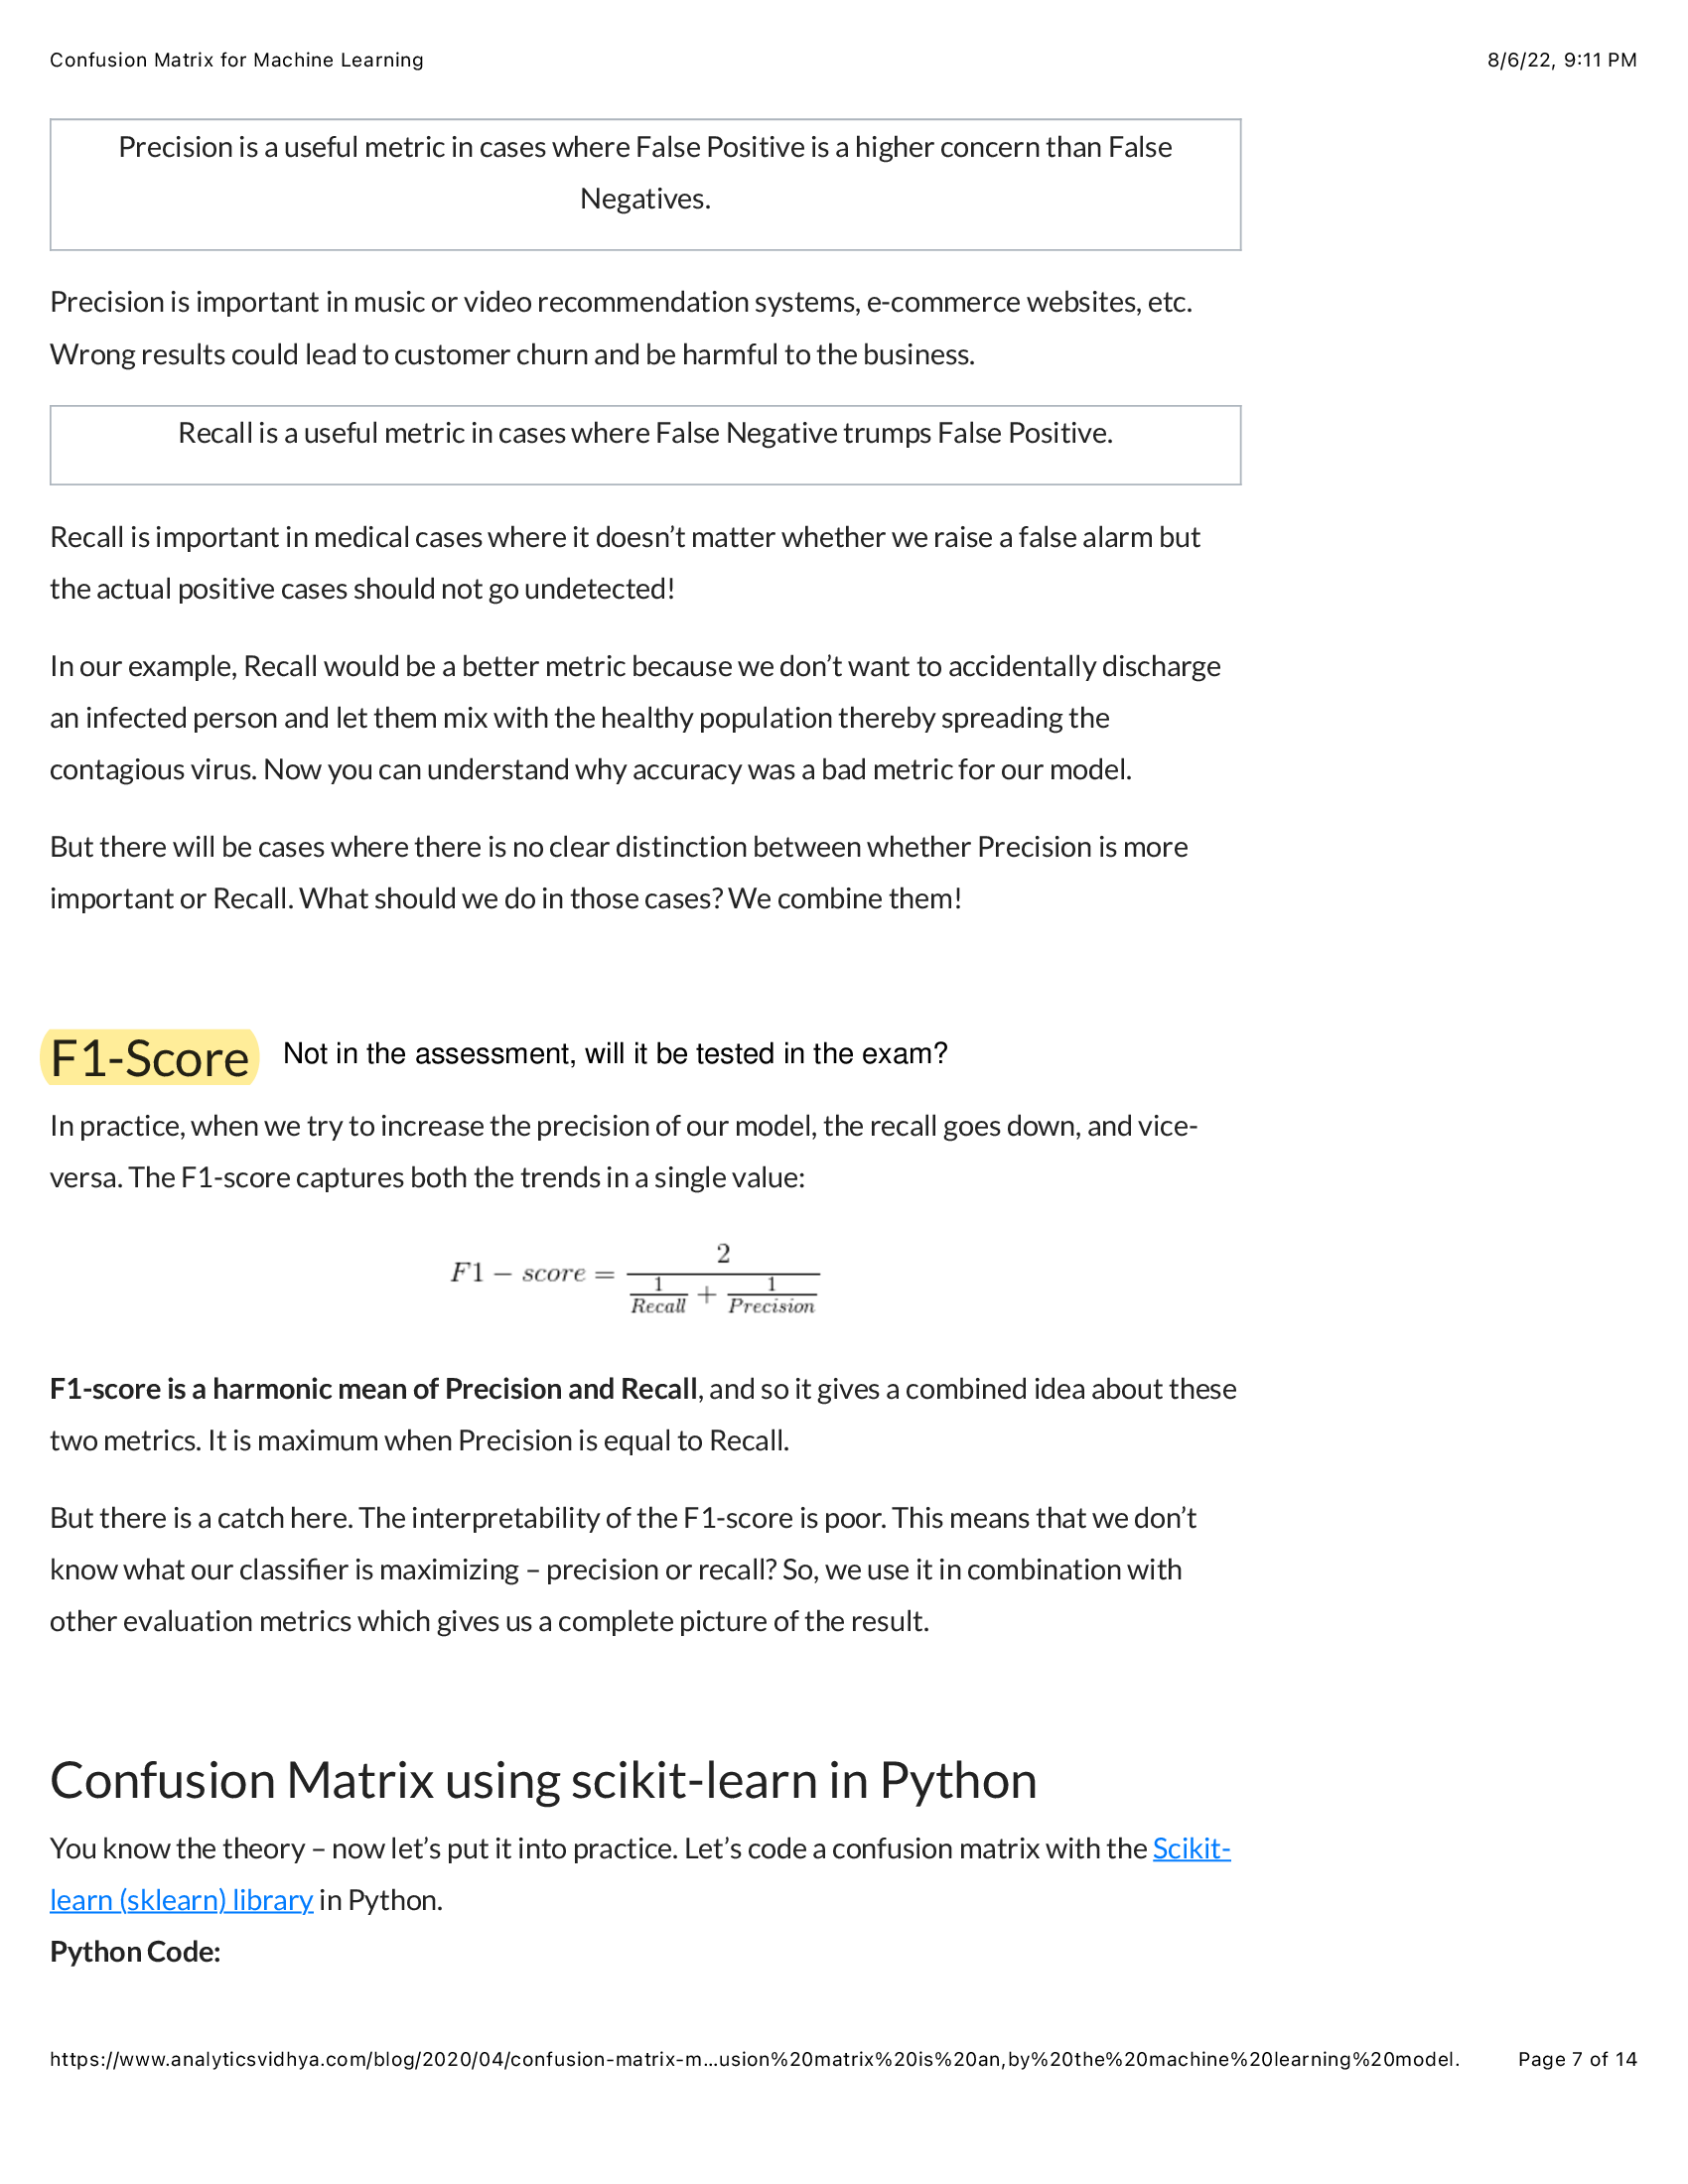 Confusion Matrix for Machine Learning
8/6/22, 9:11 PM
Precision is a useful metric in cases where False Positive is a higher concern than False
Negatives.
Precision is important in music or video recommendation systems, e-commerce websites, etc.
Wrong results could lead to customer churn and be harmful to the business.
Recall is a useful metric in cases where False Negative trumps False Positive.
Recall is important in medical cases where it doesn’t matter whether we raise a false alarm but
the actual positive cases should not go undetected!
In our example, Recall would be a better metric because we don’t want to accidentally discharge
an infected person and let them mix with the healthy population thereby spreading the
contagious virus. Now you can understand why accuracy was a bad metric for our model.
But there will be cases where there is no clear distinction between whether Precision is more
important or Recall. What should we do in those cases? We combine them!
F1-Score Not in the assessment, will it be tested in the exam?
In practice, when we try to increase the precision of our model, the recall goes down, and vice-
versa. The F1-score captures both the trends in a single value:
F1 − score = 2 / (1/Recall + 1/Precision)
F1-score is a harmonic mean of Precision and Recall, and so it gives a combined idea about these
two metrics. It is maximum when Precision is equal to Recall.
But there is a catch here. The interpretability of the F1-score is poor. This means that we don’t
know what our classifier is maximizing – precision or recall? So, we use it in combination with
other evaluation metrics which gives us a complete picture of the result.
Confusion Matrix using scikit-learn in Python
You know the theory – now let’s put it into practice. Let’s code a confusion matrix with the Scikit-
learn (sklearn) library in Python.
Python Code:
https://www.analyticsvidhya.com/blog/2020/04/confusion-matrix-m…usion%20matrix%20is%20an,by%20the%20machine%20learning%20model.
Page 7 of 14